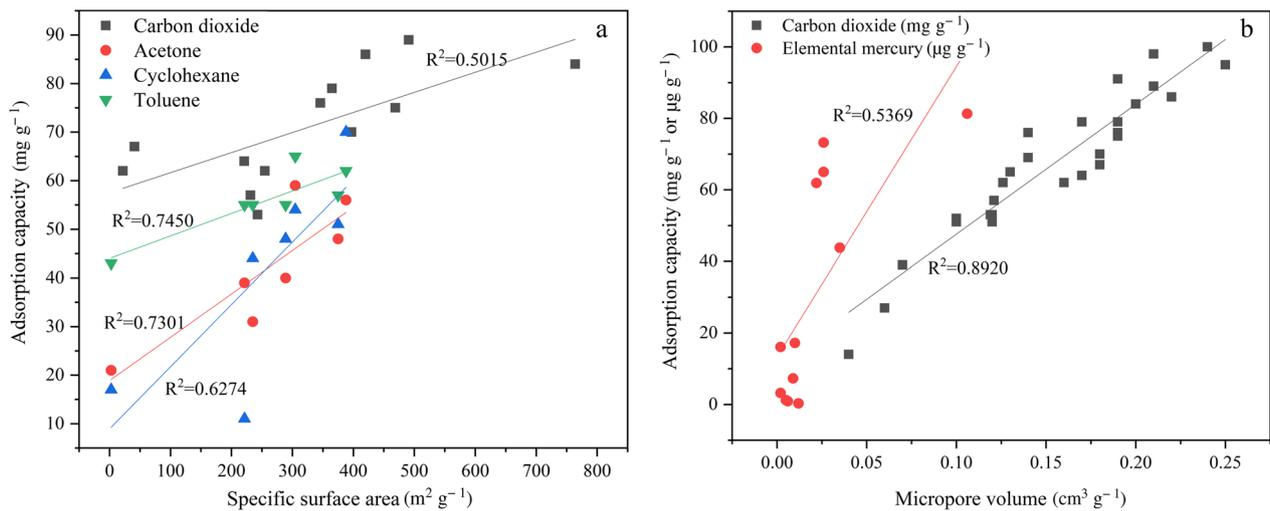 a
Carbon dioxide
Acetone
Cyclohexane
Toluene
R²=0.5015
R²=0.7450
R²=0.7301
R²=0.6274
90
80
70
60
50
40
30
20
10
0 100 200 300 400 500 600 700 800
Adsorption capacity (mg g⁻¹)
Specific surface area (m² g⁻¹)
b
Carbon dioxide (mg g⁻¹)
Elemental mercury (μg g⁻¹)
R²=0.5369
R²=0.8920
100
80
60
40
20
0
0.00 0.05 0.10 0.15 0.20 0.25
Adsorption capacity (mg g⁻¹ or μg g⁻¹)
Micropore volume (cm³ g⁻¹)